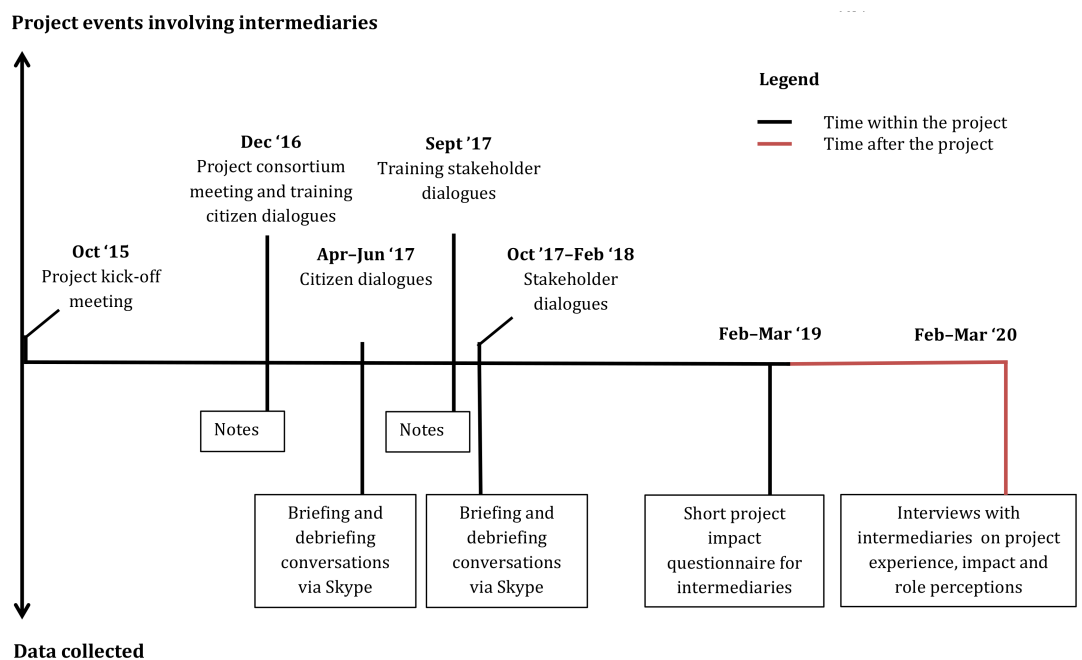 Project events involving intermediaries
Legend
Time within the project
Time after the project
Dec ‘16
Project consortium
meeting and training
citizen dialogues
Sept ’17
Training stakeholder
dialogues
Oct ‘15
Project kick-off
meeting
Apr–Jun ‘17
Citizen dialogues
Oct ’17–Feb ‘18
Stakeholder
dialogues
Feb–Mar ‘19
Feb–Mar ‘20
Notes
Notes
Briefing and
debriefing
conversations
via Skype
Briefing and
debriefing
conversations
via Skype
Short project
impact
questionnaire for
intermediaries
Interviews with
intermediaries on project
experience, impact and
role perceptions
Data collected